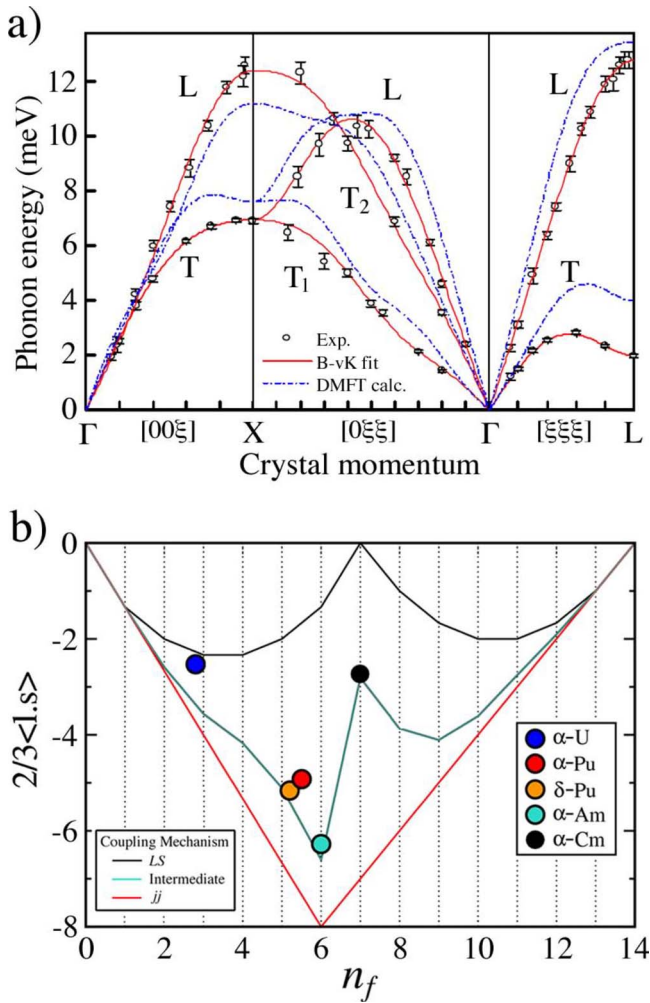 a)
Phonon energy (meV)
12
10
8
6
4
2
0
L
T
L
T₂
T₁
L
T
Exp.
B-vK fit
DMFT calc.
Γ [00ξ] X [0ξξ] Γ [ξξξ] L
Crystal momentum
b)
2/3<l.s>
0
-2
-4
-6
-8
α-U
α-Pu
δ-Pu
α-Am
α-Cm
Coupling Mechanism
LS
Intermediate
jj
0 2 4 6 8 10 12 14
n_f